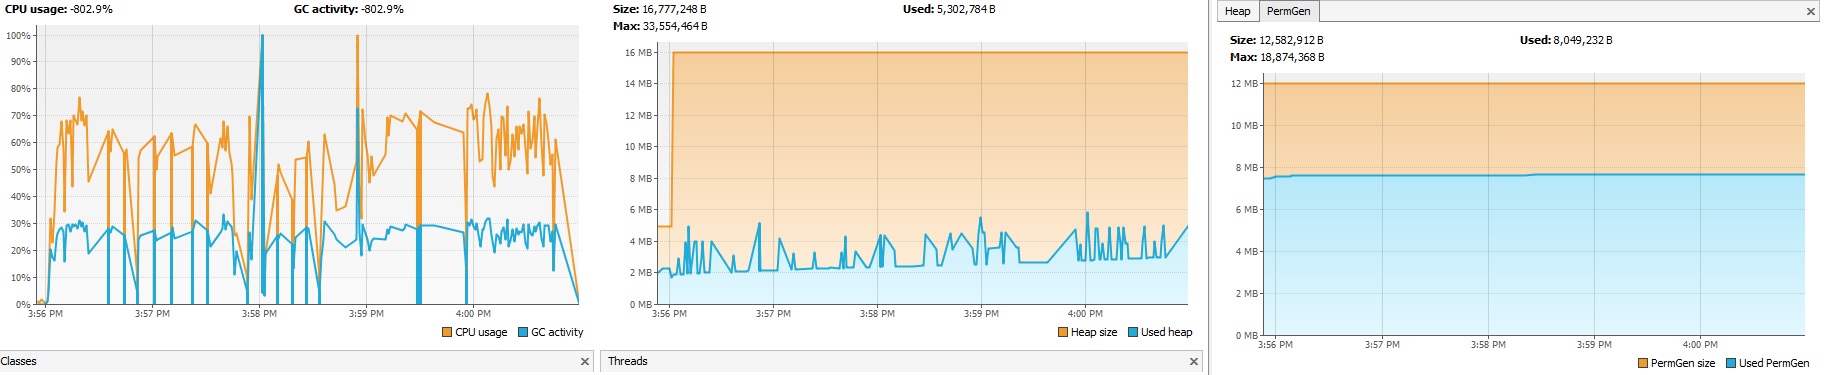 CPU usage: -802.9% GC activity: -802.9%
100%
90%
80%
70%
60%
50%
40%
30%
20%
10%
0%
3:56 PM 3:57 PM 3:58 PM 3:59 PM 4:00 PM
CPU usage GC activity
Classes ×
Size: 16,777,248 B Used: 5,302,784 B
Max: 33,554,464 B
16 MB
14 MB
12 MB
10 MB
8 MB
6 MB
4 MB
2 MB
0 MB
3:56 PM 3:57 PM 3:58 PM 3:59 PM 4:00 PM
Heap size Used heap
Threads ×
Heap PermGen ×
Size: 12,582,912 B Used: 8,049,232 B
Max: 18,874,368 B
12 MB
10 MB
8 MB
6 MB
4 MB
2 MB
0 MB
3:56 PM 3:57 PM 3:58 PM 3:59 PM 4:00 PM
PermGen size Used PermGen